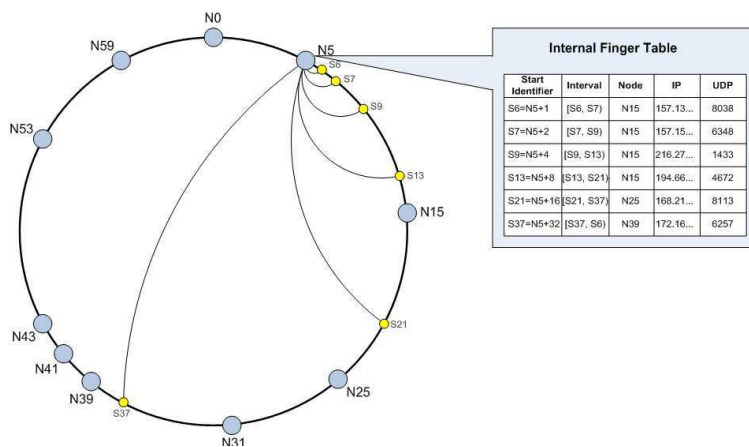 N0
N5
N59
S6
S7
S9
N53
S13
N15
N43
S21
N41
N25
N39
S37
N31
Internal Finger Table
Start Identifier Interval Node IP UDP
S6=N5+1 [S6, S7) N15 157.13... 8038
S7=N5+2 [S7, S9) N15 157.15... 6348
S9=N5+4 [S9, S13) N15 216.27... 1433
S13=N5+8 [S13, S21) N15 194.66... 4672
S21=N5+16 [S21, S37) N25 168.21... 8113
S37=N5+32 [S37, S6) N39 172.16... 6257